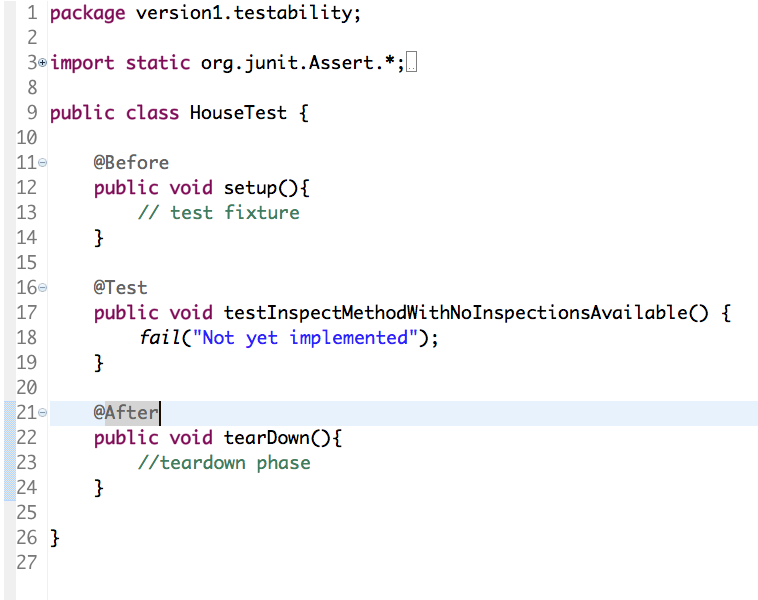 1 package version1.testability;
2
3 import static org.junit.Assert.*;
8
9 public class HouseTest {
10
11     @Before
12     public void setup(){
13         // test fixture
14     }
15
16     @Test
17     public void testInspectMethodWithNoInspectionsAvailable() {
18         fail("Not yet implemented");
19     }
20
21     @After
22     public void tearDown(){
23         //teardown phase
24     }
25
26 }
27